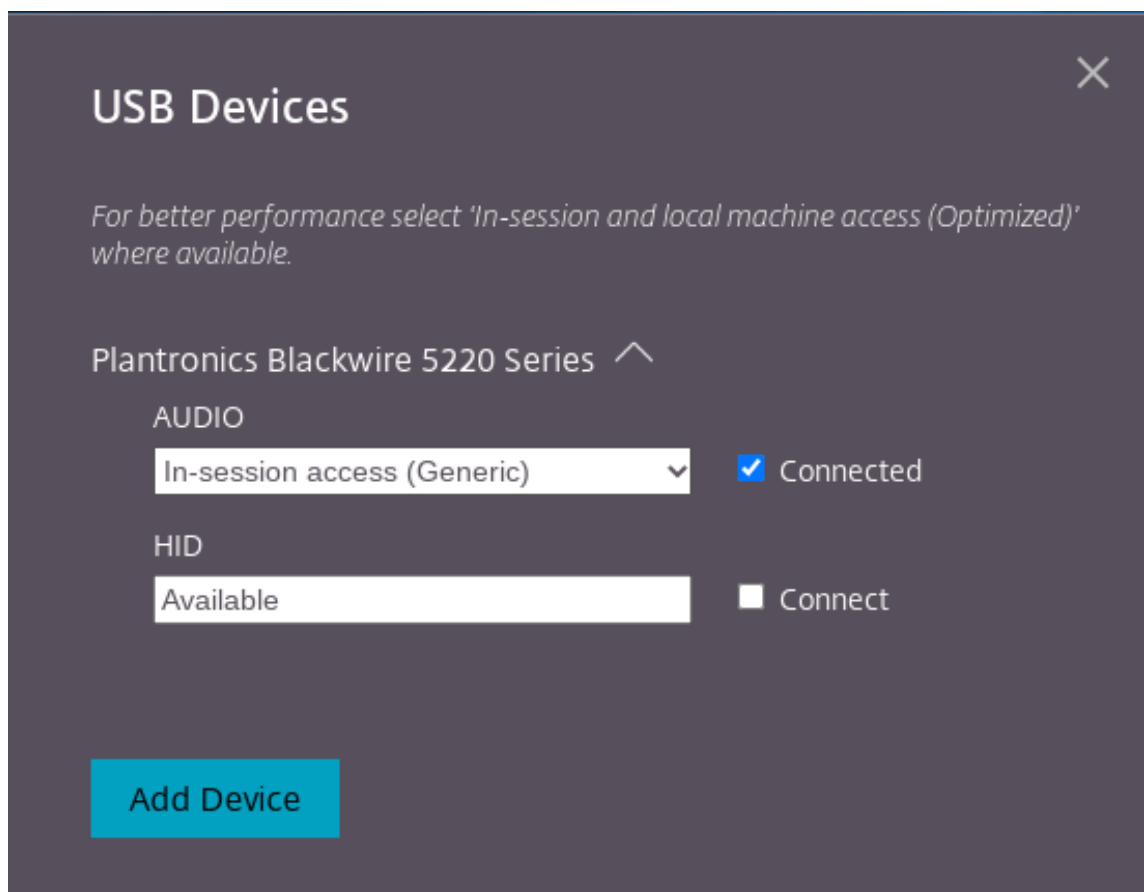 USB Devices
For better performance select 'In-session and local machine access (Optimized)'
where available.
Plantronics Blackwire 5220 Series
AUDIO
In-session access (Generic)
Connected
HID
Available
Connect
Add Device